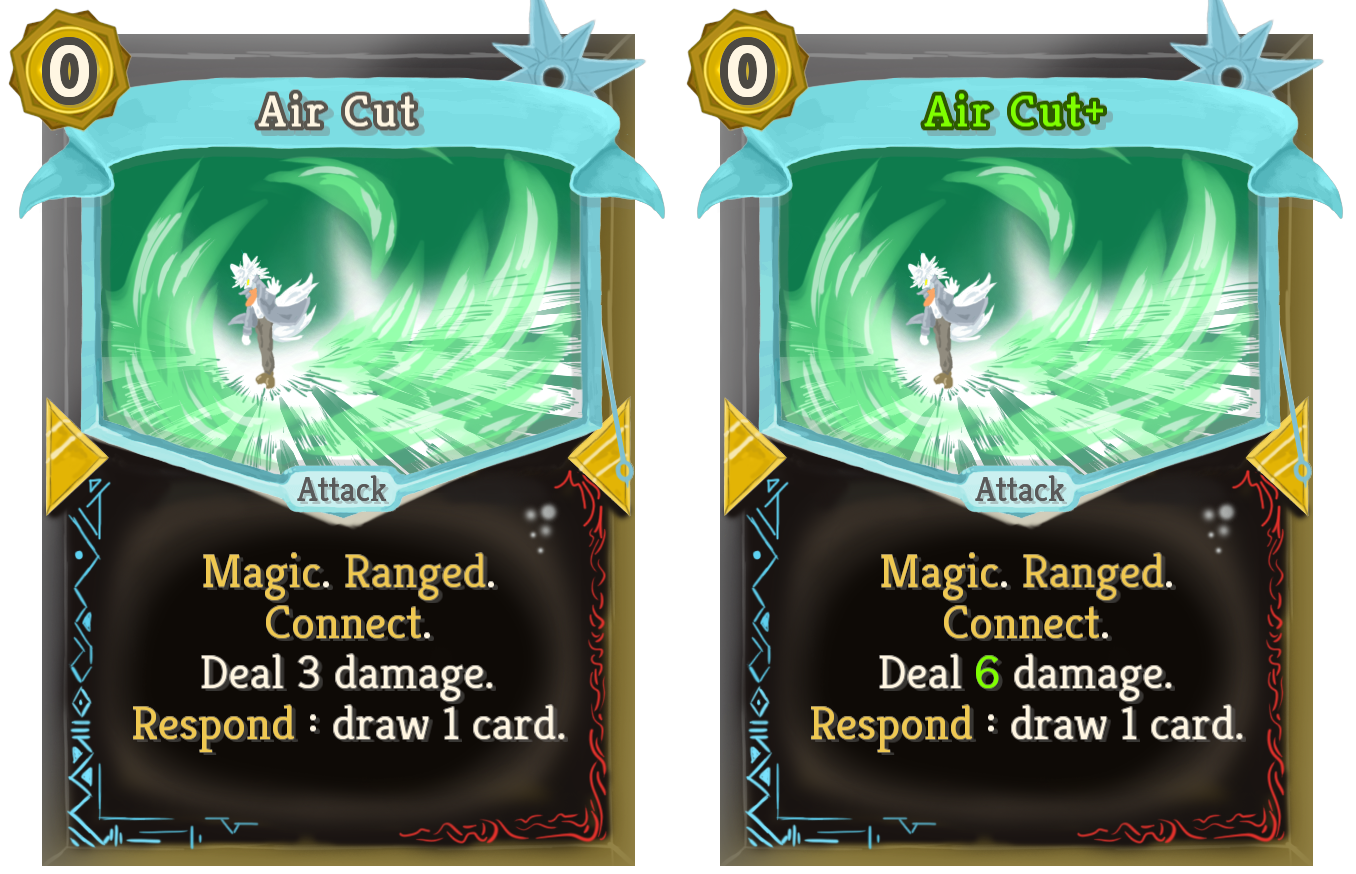 0
Air Cut
Attack
Magic. Ranged.
Connect.
Deal 3 damage.
Respond : draw 1 card.
0
Air Cut+
Attack
Magic. Ranged.
Connect.
Deal 6 damage.
Respond : draw 1 card.